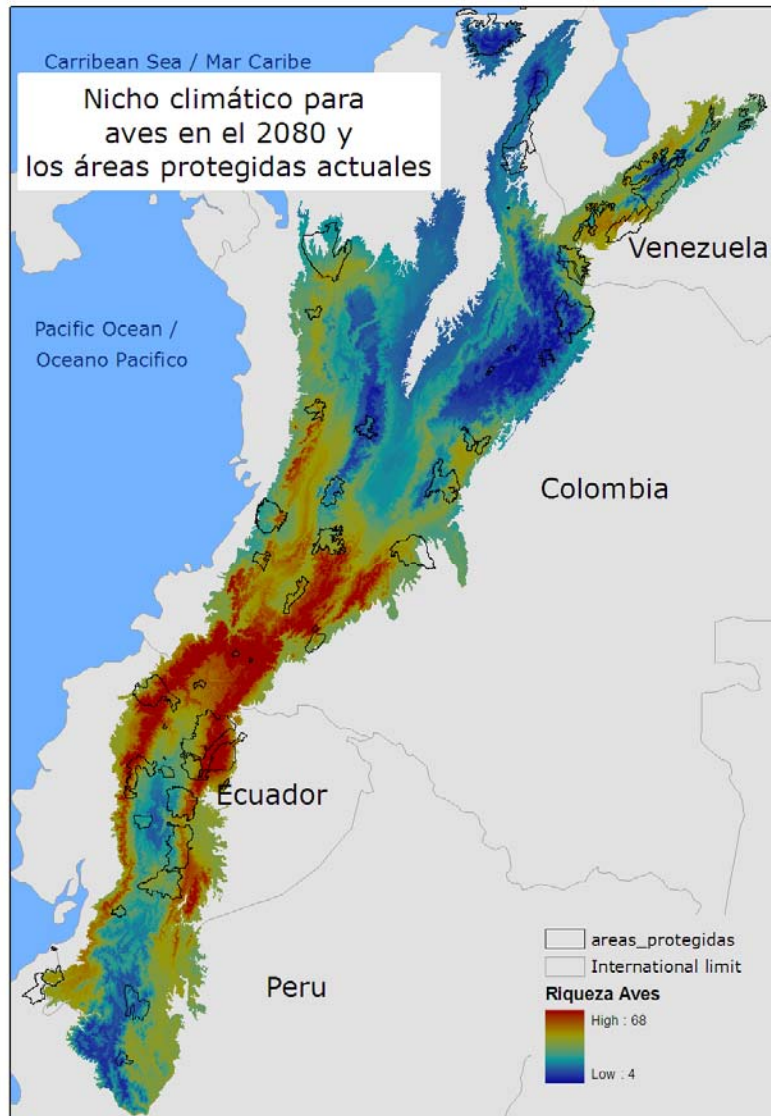 Carribean Sea / Mar Caribe
Nicho climático para
aves en el 2080 y
los áreas protegidas actuales
Venezuela
Pacific Ocean /
Oceano Pacifico
Colombia
Ecuador
Peru
areas_protegidas
International limit
Riqueza Aves
High : 68
Low : 4